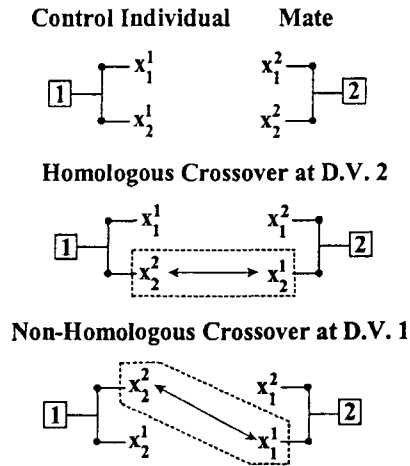 Control Individual Mate
x₁¹ x₁²
1 2
x₂¹ x₂²
Homologous Crossover at D.V. 2
x₁¹ x₁²
1 2
x₂² x₂¹
Non-Homologous Crossover at D.V. 1
x₂² x₁²
1 2
x₂¹ x₁¹